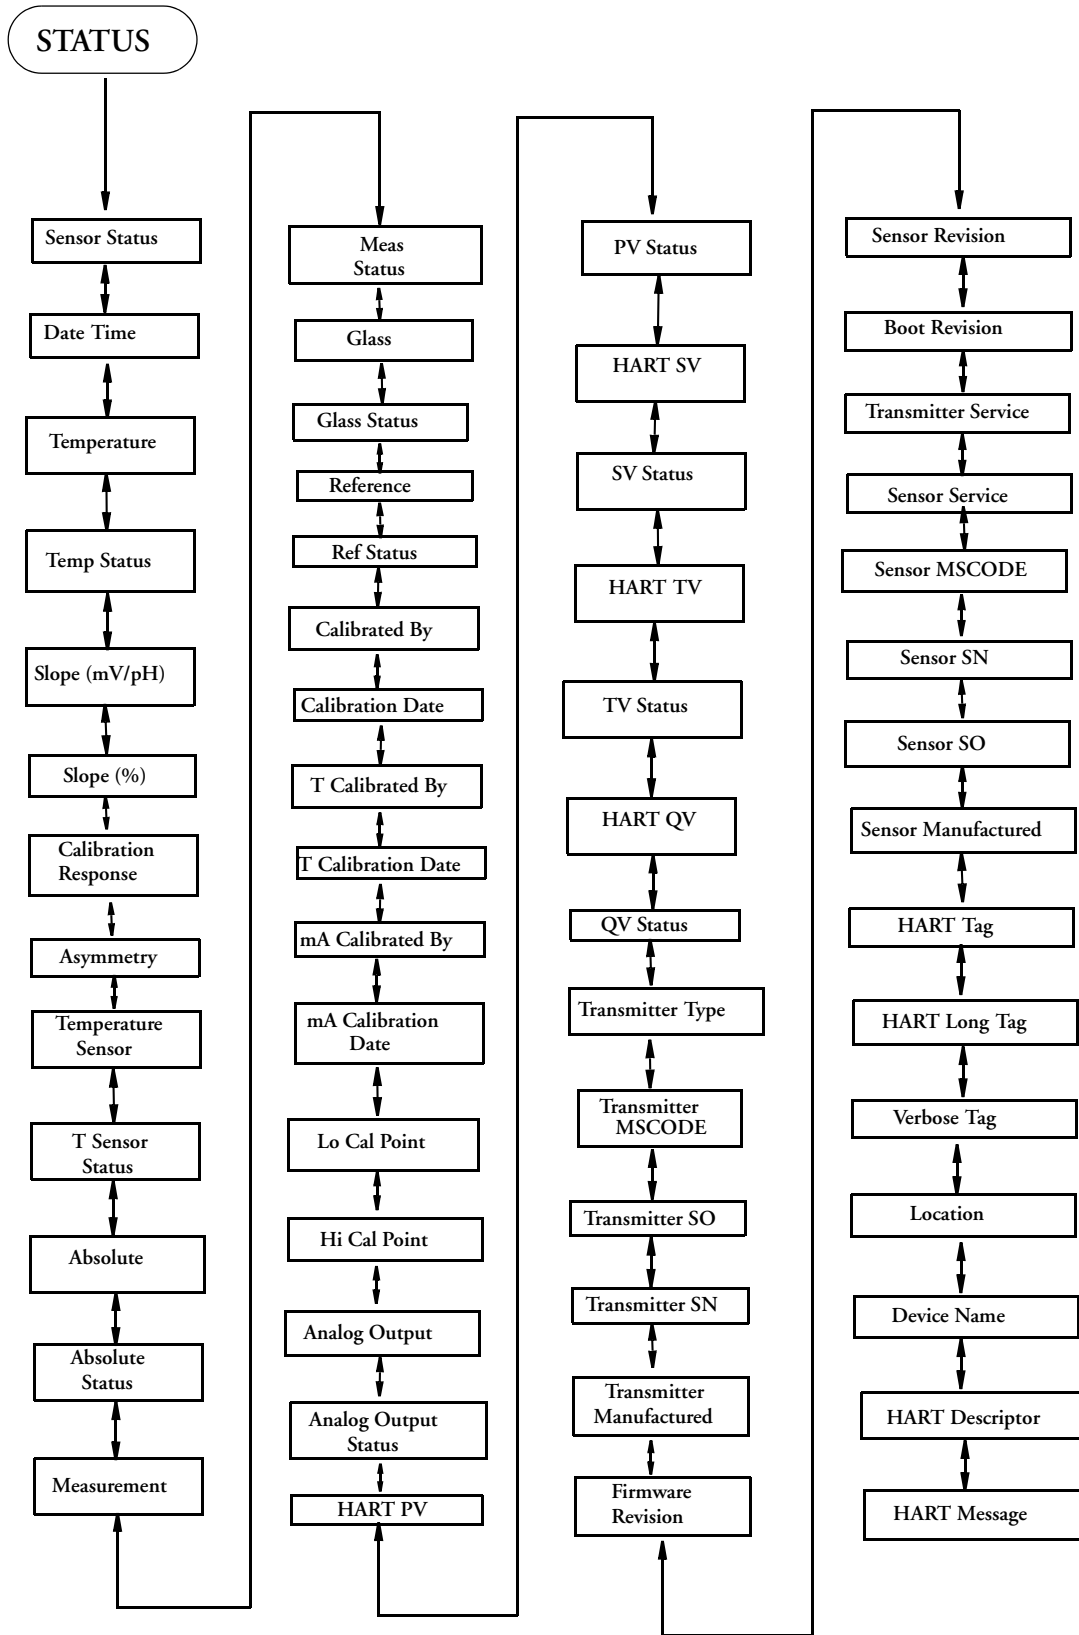 STATUS
Sensor Status
Date Time
Temperature
Temp Status
Slope (mV/pH)
Slope (%)
Calibration
Response
Asymmetry
Temperature
Sensor
T Sensor
Status
Absolute
Absolute
Status
Measurement
Meas
Status
Glass
Glass Status
Reference
Ref Status
Calibrated By
Calibration Date
T Calibrated By
T Calibration Date
mA Calibrated By
mA Calibration
Date
Lo Cal Point
Hi Cal Point
Analog Output
Analog Output
Status
HART PV
PV Status
HART SV
SV Status
HART TV
TV Status
HART QV
QV Status
Transmitter Type
Transmitter
MSCODE
Transmitter SO
Transmitter SN
Transmitter
Manufactured
Firmware
Revision
Sensor Revision
Boot Revision
Transmitter Service
Sensor Service
Sensor MSCODE
Sensor SN
Sensor SO
Sensor Manufactured
HART Tag
HART Long Tag
Verbose Tag
Location
Device Name
HART Descriptor
HART Message